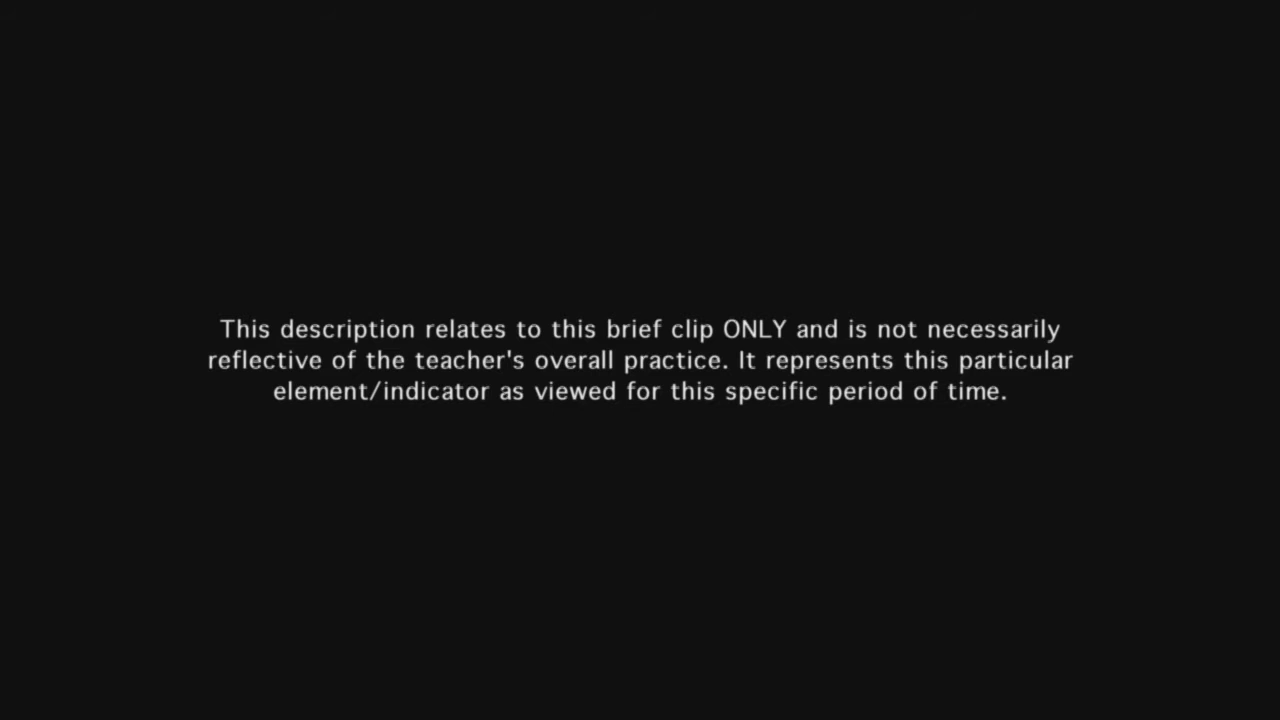 This description relates to this brief clip ONLY and is not necessarily
reflective of the teacher's overall practice. It represents this particular
element/indicator as viewed for this specific period of time.